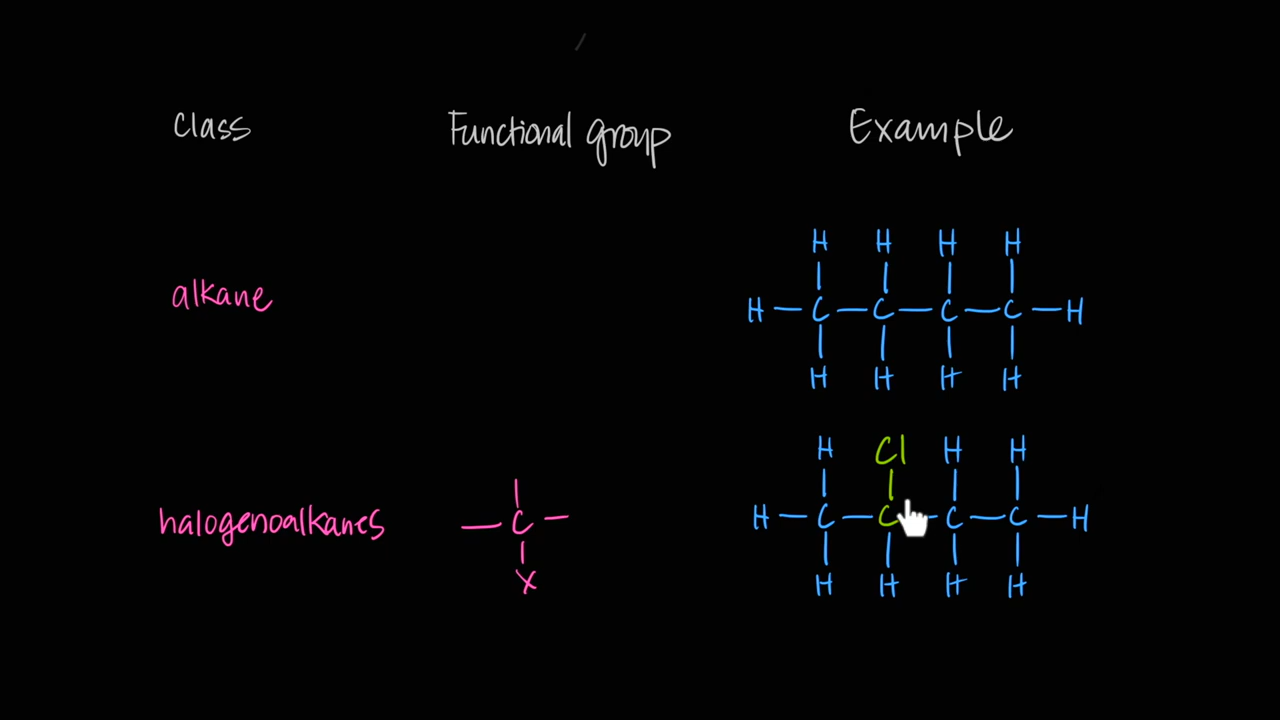 Class Functional group Example
H H H H
alkane
H C C C C H
H H H H
H Cl H H
halogenoalkanes C H C C C C H
X H H H H